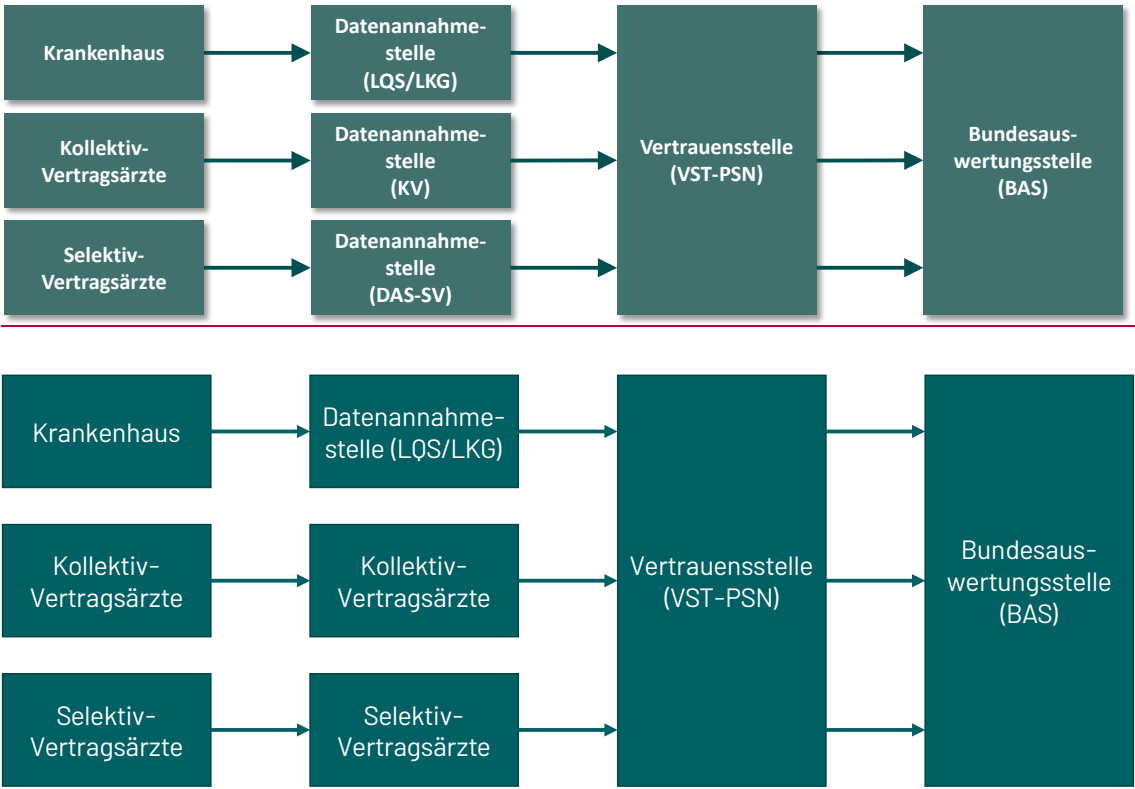 Krankenhaus
Datenannahme-
stelle
(LQS/LKG)
Kollektiv-
Vertragsärzte
Datenannahme-
stelle
(KV)
Selektiv-
Vertragsärzte
Datenannahme-
stelle
(DAS-SV)
Vertrauensstelle
(VST-PSN)
Bundesaus-
wertungsstelle
(BAS)
Krankenhaus
Datenannahme-
stelle (LQS/LKG)
Kollektiv-
Vertragsärzte
Kollektiv-
Vertragsärzte
Selektiv-
Vertragsärzte
Selektiv-
Vertragsärzte
Vertrauensstelle
(VST-PSN)
Bundesaus-
wertungsstelle
(BAS)